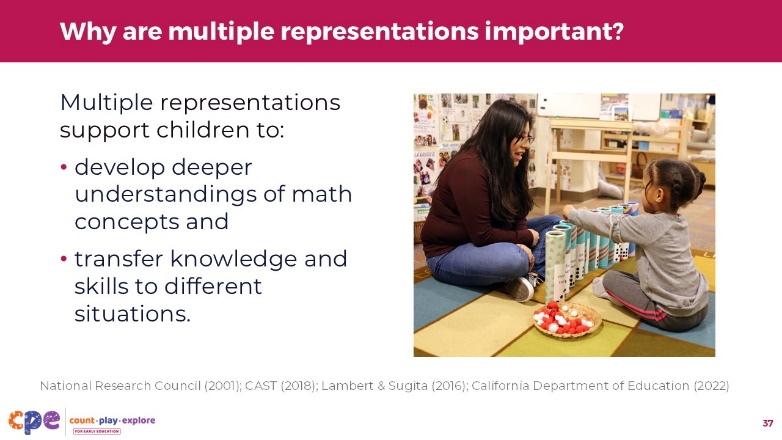 Why are multiple representations important?
Multiple representations
support children to:
• develop deeper
understandings of math
concepts and
• transfer knowledge and
skills to different
situations.
National Research Council (2001); CAST (2018); Lambert & Sugita (2016); California Department of Education (2022)
cpe
count·play·explore
FOR EARLY EDUCATION
37